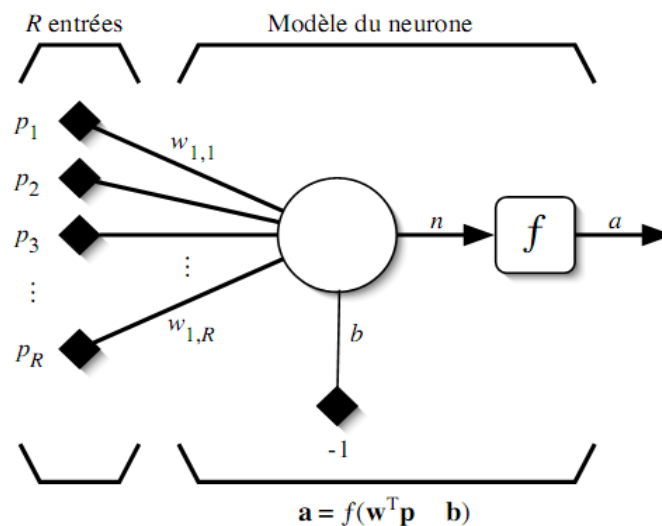 R entrées
Modèle du neurone
p1
w1,1
p2
p3
n
f
a
⋮
⋮
w1,R
b
pR
-1
a = f(wTp b)